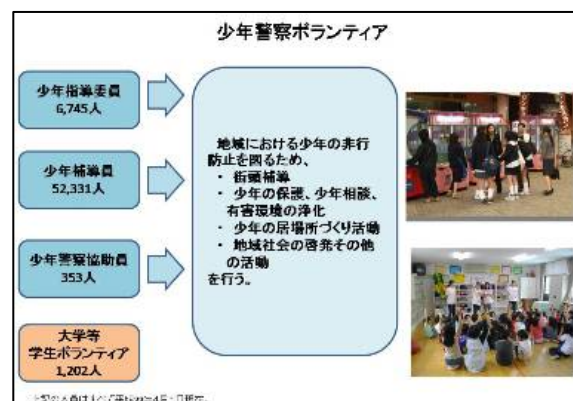 少年警察ボランティア
少年指導委員
6,745人
少年補導員
52,331人
少年警察協助員
353人
大学等
学生ボランティア
1,202人
地域における少年の非行
防止を図るため、
・ 街頭補導
・ 少年の保護、少年相談、
有害環境の浄化
・ 少年の居場所づくり活動
・ 地域社会の啓発その他
の活動
を行う。